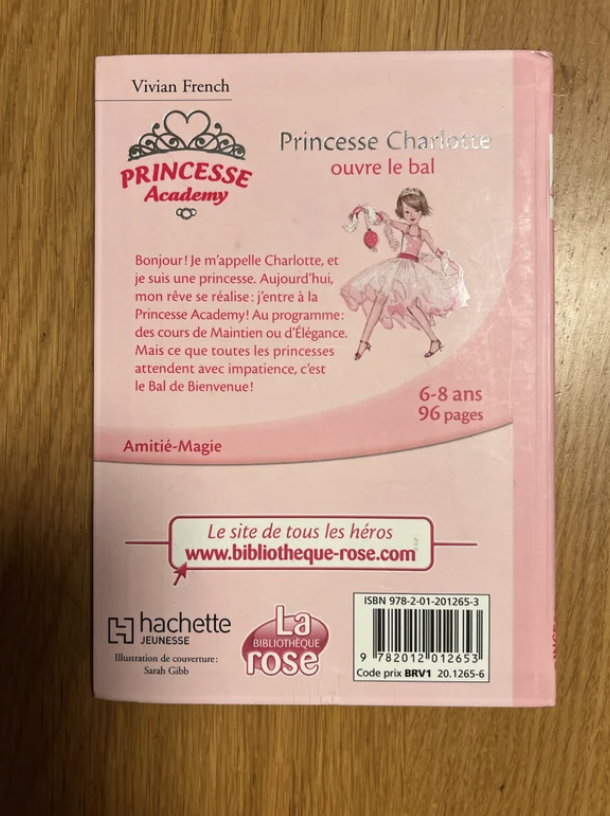 Vivian French
PRINCESSE
Academy
Princesse Charlotte
ouvre le bal
Bonjour! Je m'appelle Charlotte, et
je suis une princesse. Aujourd'hui,
mon rêve se réalise: j'entre à la
Princesse Academy! Au programme:
des cours de Maintien ou d'Élégance.
Mais ce que toutes les princesses
attendent avec impatience, c'est
le Bal de Bienvenue!
6-8 ans
96 pages
Amitié-Magie
Le site de tous les héros
www.bibliotheque-rose.com
hachette
JEUNESSE
Illustration de couverture:
Sarah Gibb
La
BIBLIOTHÈQUE
rose
ISBN 978-2-01-201265-3
9 782012 012653
Code prix BRV1 20.1265-6